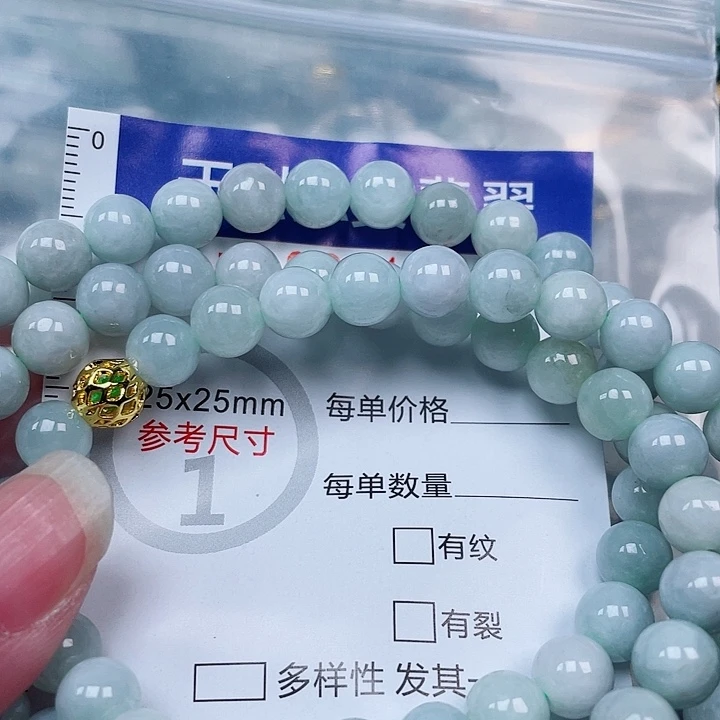 0
25x25mm
参考尺寸
1
每单价格
每单数量
有纹
有裂
多样性 发其一